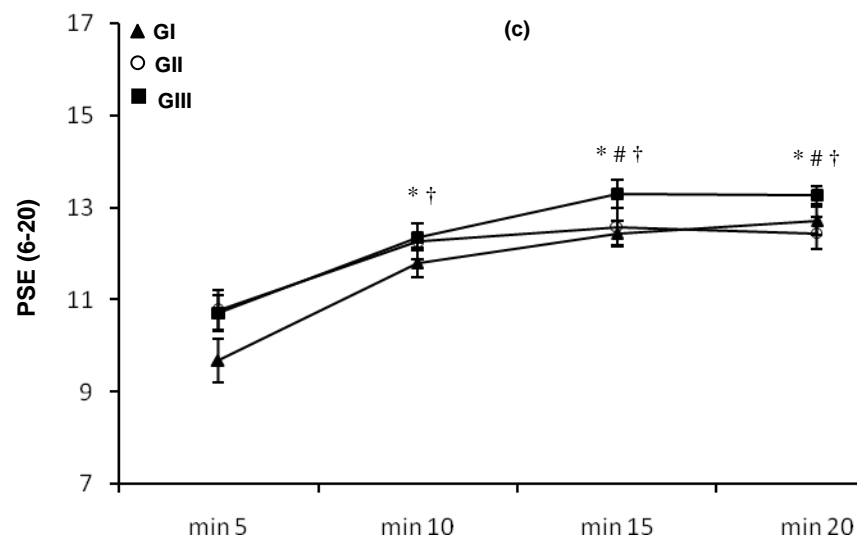 17
GI
(c)
GII
GIII
15
* # †
* # †
* †
13
11
9
7
PSE (6-20)
min 5 min 10 min 15 min 20